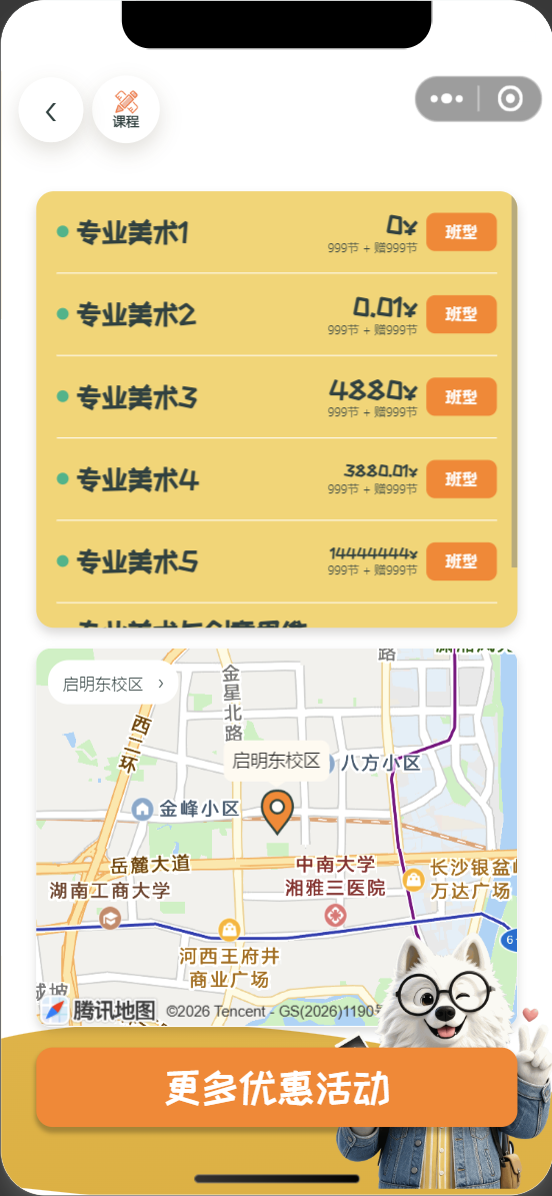 课程
专业美术1
0¥
999节 + 赠999节
班型
专业美术2
0.01¥
999节 + 赠999节
班型
专业美术3
4880¥
999节 + 赠999节
班型
专业美术4
3880.01¥
999节 + 赠999节
班型
专业美术5
14444444¥
999节 + 赠999节
班型
路
启明东校区 ›
金星北路
西二环
启明东校区
八方小区
金峰小区
岳麓大道
中南大学
湘雅三医院
长沙银盆
万达广场
湖南工商大学
6
河西王府井
商业广场
腾讯地图
©2026 Tencent - GS(2026)1190
更多优惠活动